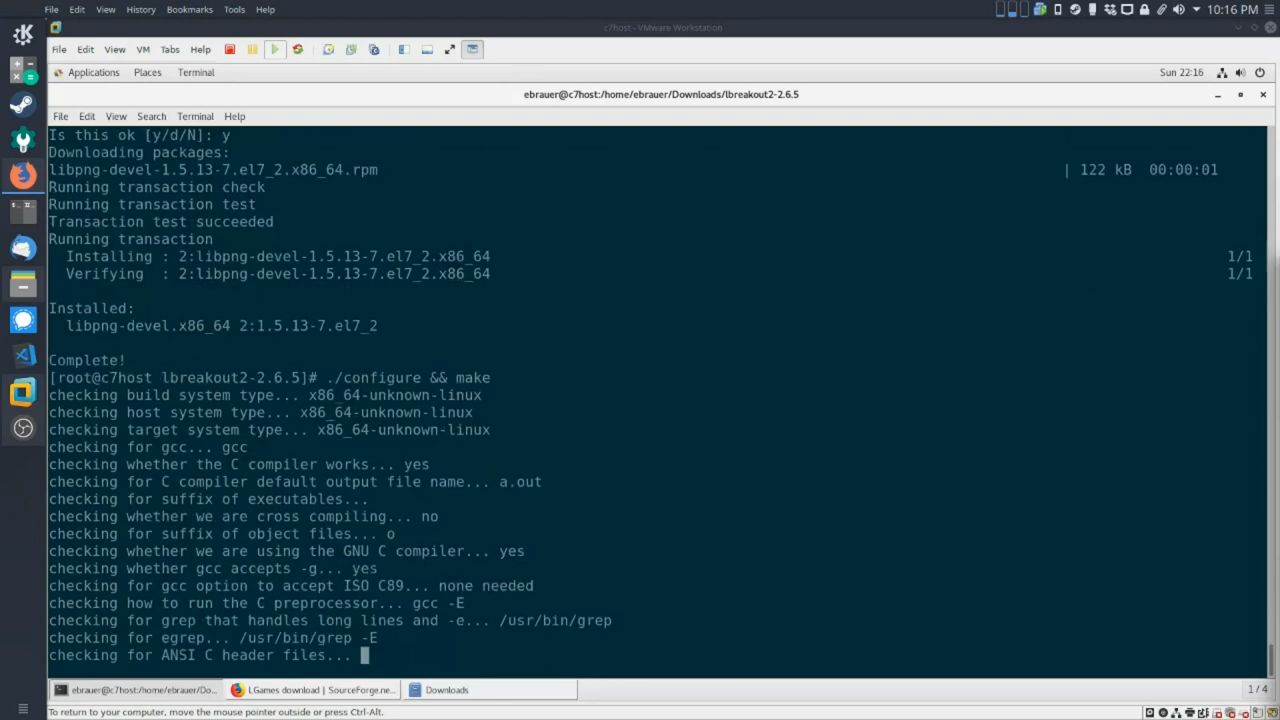 File Edit View History Bookmarks Tools Help 10:16 PM
c7host - VMware Workstation
File Edit View VM Tabs Help
Applications Places Terminal Sun 22:16
ebrauer@c7host:/home/ebrauer/Downloads/lbreakout2-2.6.5
File Edit View Search Terminal Help
Is this ok [y/d/N]: y
Downloading packages:
libpng-devel-1.5.13-7.el7_2.x86_64.rpm | 122 kB 00:00:01
Running transaction check
Running transaction test
Transaction test succeeded
Running transaction
Installing : 2:libpng-devel-1.5.13-7.el7_2.x86_64 1/1
Verifying : 2:libpng-devel-1.5.13-7.el7_2.x86_64 1/1
Installed:
libpng-devel.x86_64 2:1.5.13-7.el7_2
Complete!
[root@c7host lbreakout2-2.6.5]# ./configure && make
checking build system type... x86_64-unknown-linux
checking host system type... x86_64-unknown-linux
checking target system type... x86_64-unknown-linux
checking for gcc... gcc
checking whether the C compiler works... yes
checking for C compiler default output file name... a.out
checking for suffix of executables...
checking whether we are cross compiling... no
checking for suffix of object files... o
checking whether we are using the GNU C compiler... yes
checking whether gcc accepts -g... yes
checking for gcc option to accept ISO C89... none needed
checking how to run the C preprocessor... gcc -E
checking for grep that handles long lines and -e... /usr/bin/grep
checking for egrep... /usr/bin/grep -E
checking for ANSI C header files...
ebrauer@c7host:/home/ebrauer/Do... LGames download | SourceForge.ne... Downloads 1 / 4
To return to your computer, move the mouse pointer outside or press Ctrl-Alt.